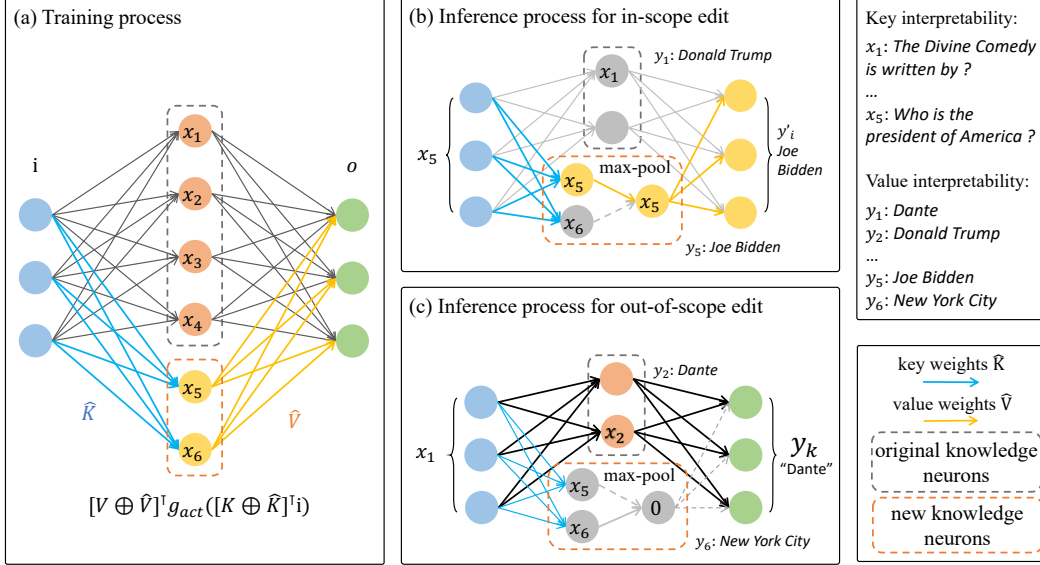 (a) Training process
i
o
x₁
x₂
x₃
x₄
x₅
x₆
K̂
V̂
[V ⊕ V̂]ᵀg_act([K ⊕ K̂]ᵀi)
(b) Inference process for in-scope edit
y₁: Donald Trump
x₁
x₅
max-pool
x₅
x₅
x₆
y'ᵢ
Joe
Bidden
y₅: Joe Bidden
(c) Inference process for out-of-scope edit
y₂: Dante
x₂
x₁
max-pool
x₅
0
x₆
yₖ
“Dante”
y₆: New York City
Key interpretability:
x₁: The Divine Comedy
is written by ?
...
x₅: Who is the
president of America ?
Value interpretability:
y₁: Dante
y₂: Donald Trump
...
y₅: Joe Bidden
y₆: New York City
key weights K̂
value weights V̂
original knowledge
neurons
new knowledge
neurons